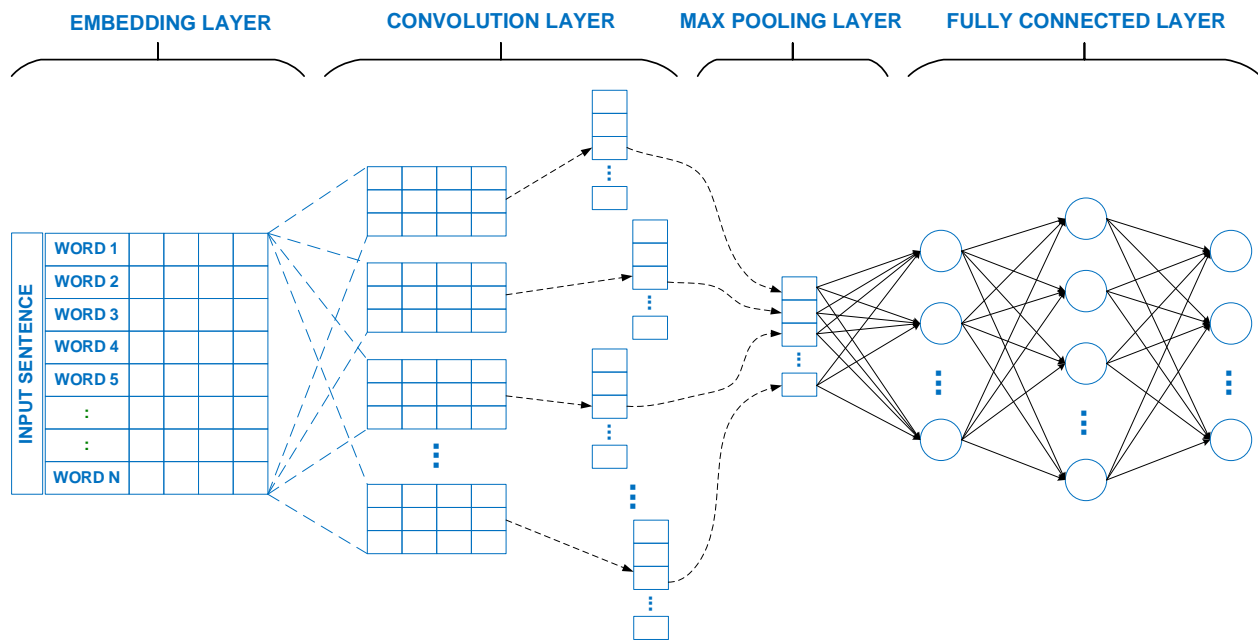 EMBEDDING LAYER
CONVOLUTION LAYER
MAX POOLING LAYER
FULLY CONNECTED LAYER
INPUT SENTENCE
WORD 1
WORD 2
WORD 3
WORD 4
WORD 5
:
:
WORD N